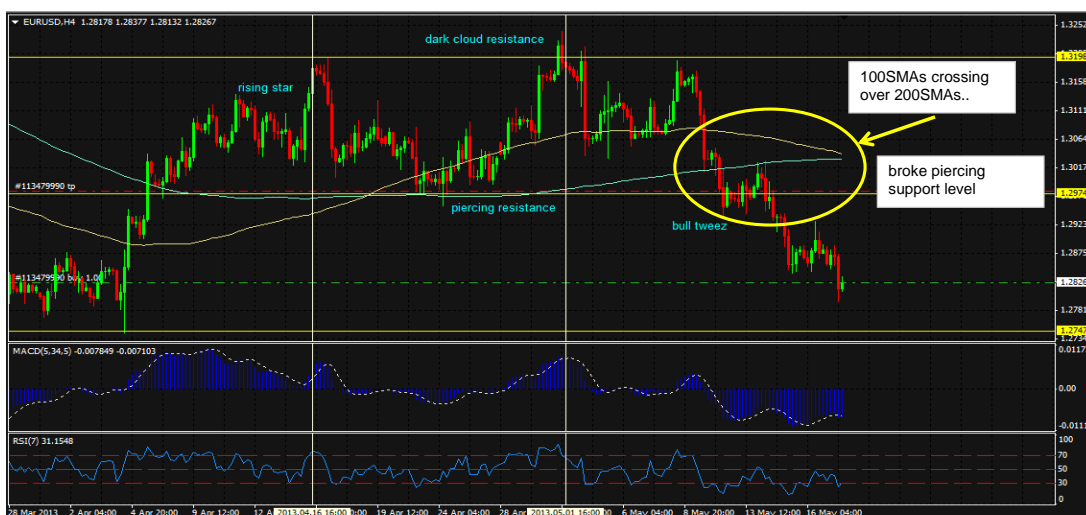 EURUSD,H4 1.28178 1.28377 1.28132 1.28267
dark cloud resistance
rising star
100SMAs crossing
over 200SMAs..
broke piercing
support level
#113479990 tp
piercing resistance
bull tweez
1.3252
1.3198
1.3158
1.3111
1.3064
1.3017
1.2974
1.2923
1.2875
1.2826
1.2781
1.2747
1.2734
MACD(5,34,5) -0.007849 -0.007103
0.0117
0.00
-0.0111
RSI(7) 31.1548
100
70
50
30
0
28 Mar 2013 2 Apr 04:00 4 Apr 20:00 9 Apr 12:00 12 A 2013.04.16 16:00 19 Apr 12:00 24 Apr 04:00 28 A 2013.05.01 16:00 6 May 04:00 8 May 20:00 13 May 12:00 16 May 04:00